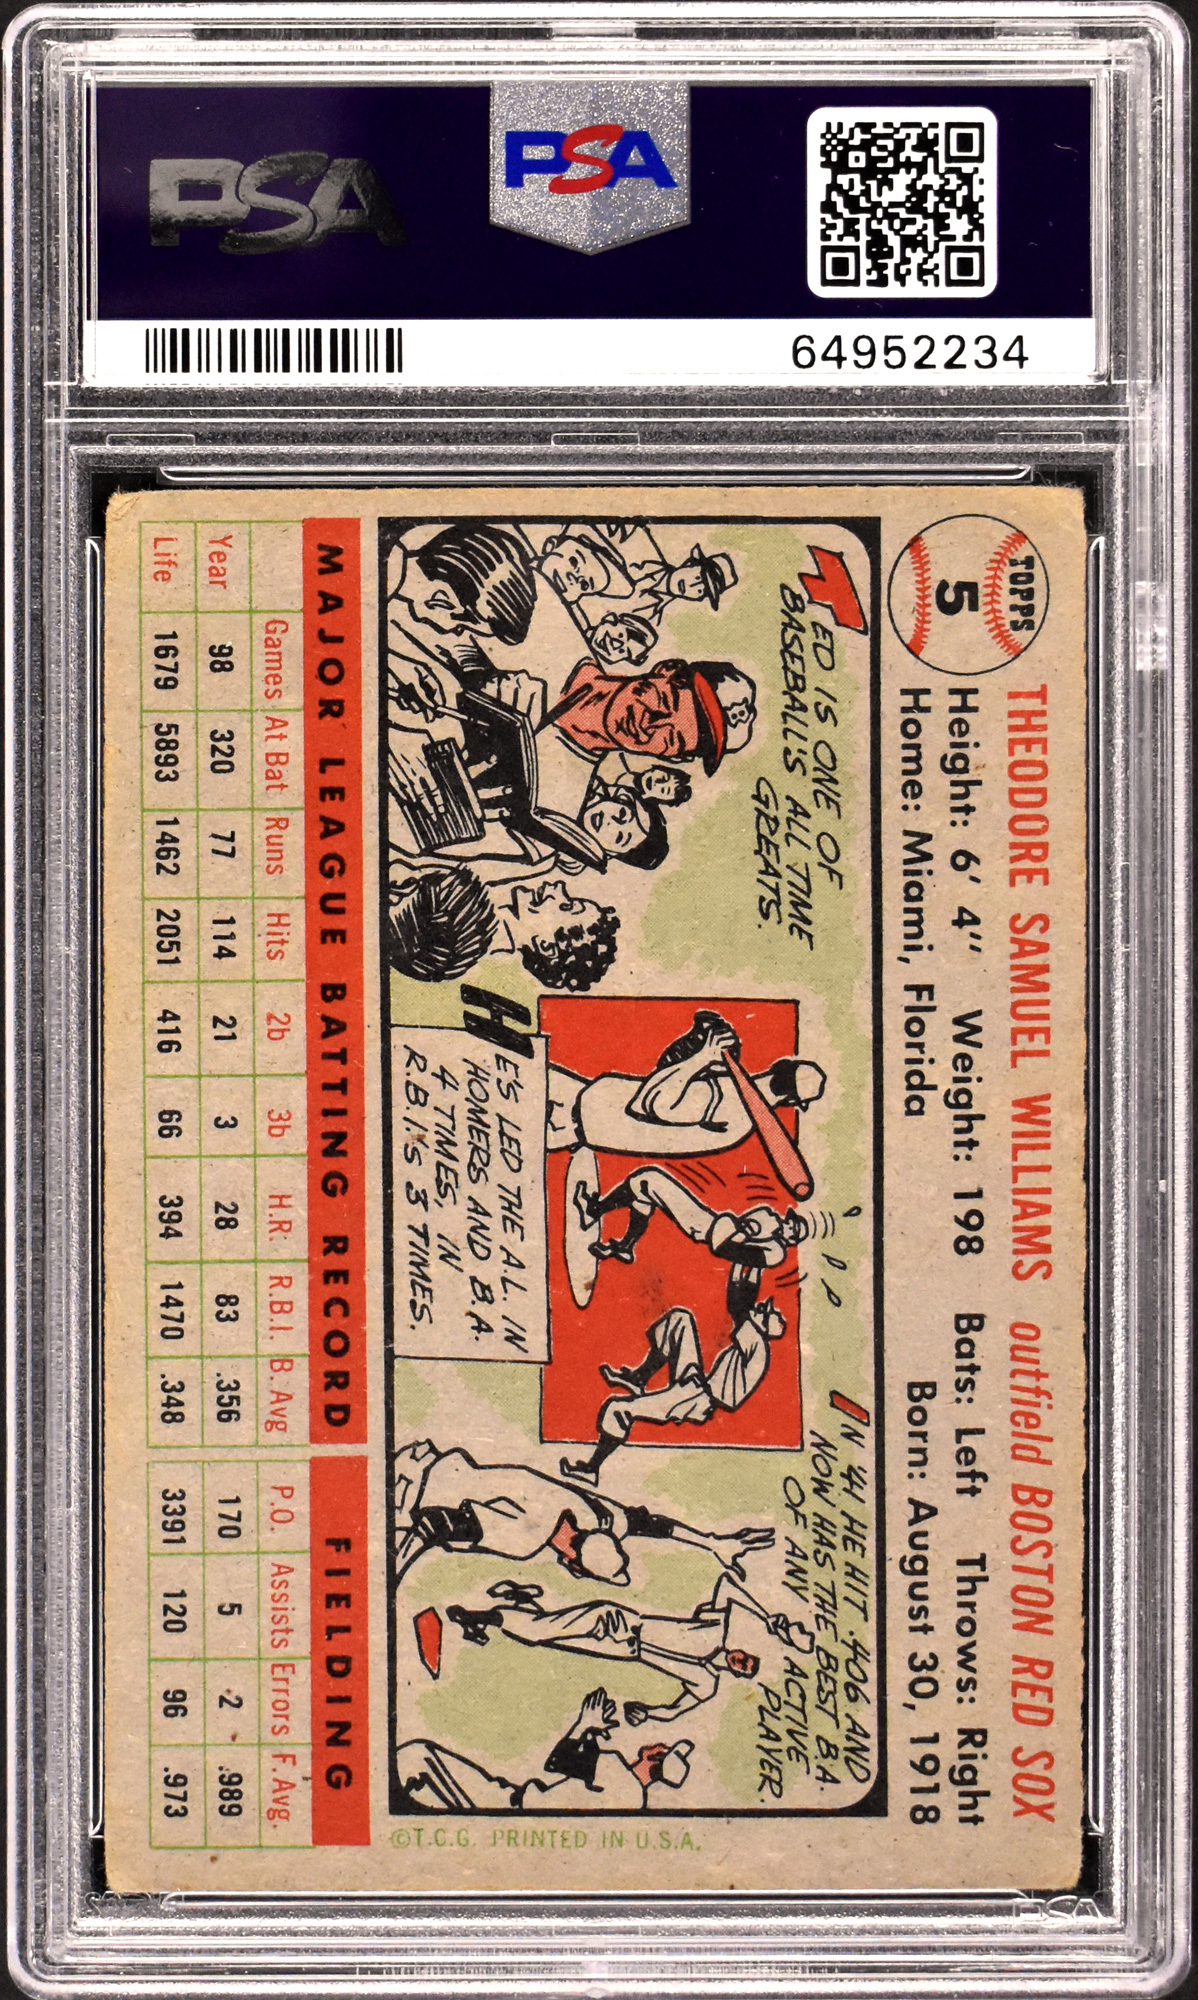 PSA
PSA
64952234
TOPPS
5
THEODORE SAMUEL WILLIAMS outfield BOSTON RED SOX
Height: 6' 4" Weight: 198 Bats: Left Throws: Right
Home: Miami, Florida Born: August 30, 1918
TED IS ONE OF
BASEBALL'S ALL TIME
GREATS.
HE'S LED THE A.L. IN
HOMERS AND B.A.
4 TIMES, IN
R.B.I.'S 3 TIMES.
IN '41 HE HIT .406 AND
NOW HAS THE BEST B.A.
OF ANY ACTIVE
PLAYER.
B
MAJOR LEAGUE BATTING RECORD FIELDING
Games At Bat Runs Hits 2b 3b H.R. R.B.I. B. Avg P.O. Assists Errors F. Avg.
Year 98 320 77 114 21 3 28 83 .356 170 5 2 .989
Life 1679 5893 1462 2051 416 66 394 1470 .348 3391 120 96 .973
©T.C.G. PRINTED IN U.S.A.
PSA
PSA